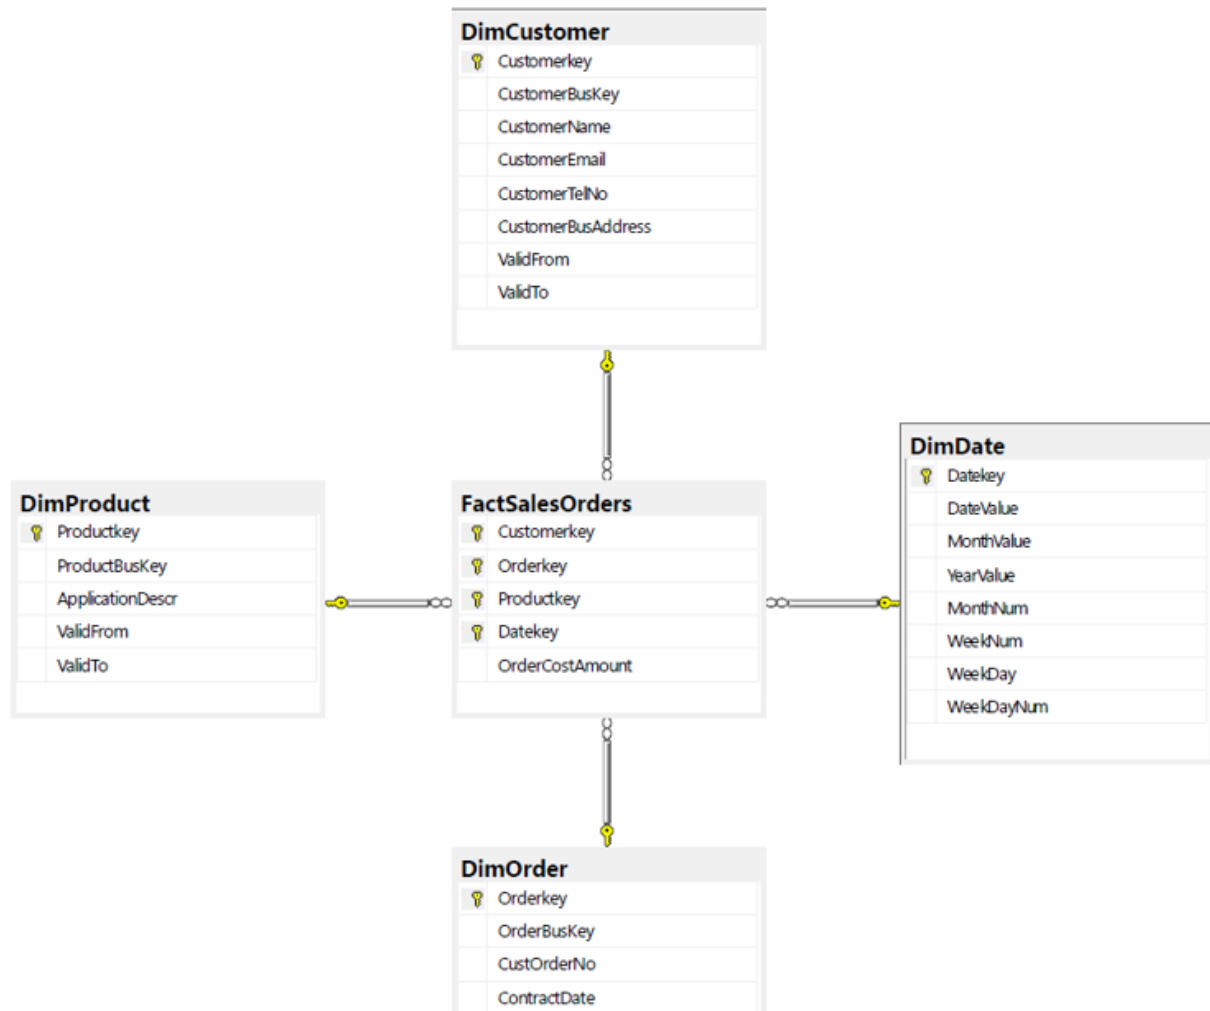 DimCustomer
Customerkey
CustomerBusKey
CustomerName
CustomerEmail
CustomerTelNo
CustomerBusAddress
ValidFrom
ValidTo
DimProduct
Productkey
ProductBusKey
ApplicationDescr
ValidFrom
ValidTo
FactSalesOrders
Customerkey
Orderkey
Productkey
Datekey
OrderCostAmount
DimDate
Datekey
DateValue
MonthValue
YearValue
MonthNum
WeekNum
WeekDay
WeekDayNum
DimOrder
Orderkey
OrderBusKey
CustOrderNo
ContractDate